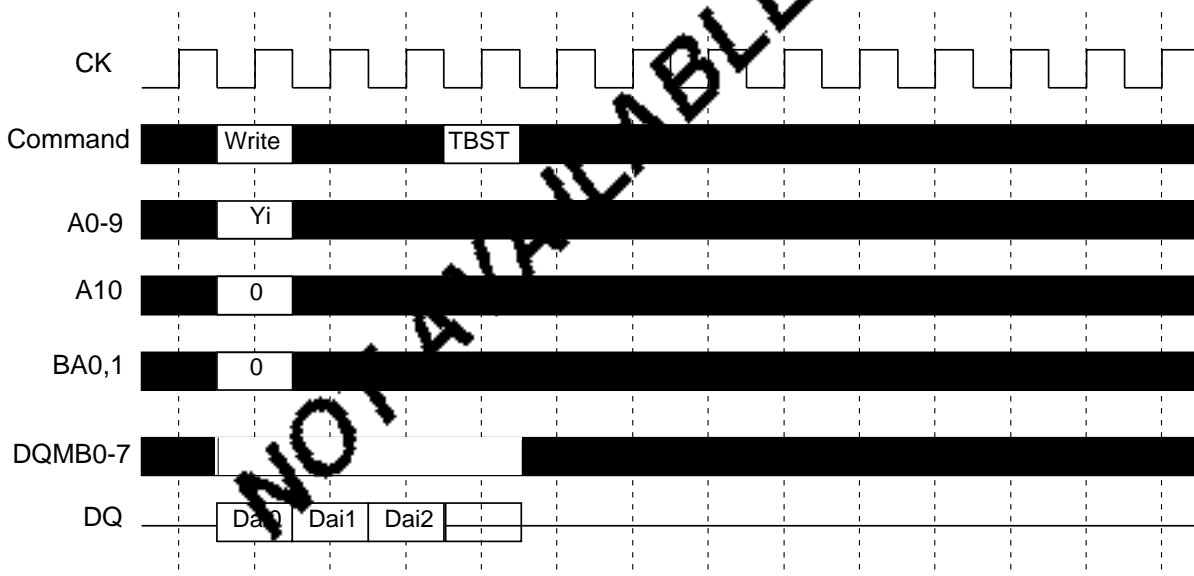 CK
Command Write TBST
A0-9 Yi
A10 0
BA0,1 0
DQMB0-7
DQ Dai0 Dai1 Dai2
NOT AVAILABLE